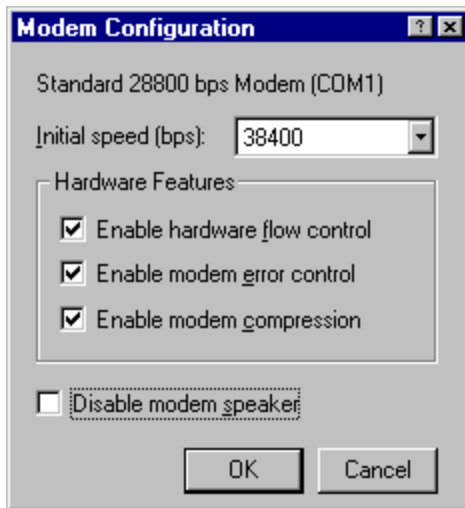 Modem Configuration
Standard 28800 bps Modem (COM1)
Initial speed (bps): 38400
Hardware Features
Enable hardware flow control
Enable modem error control
Enable modem compression
Disable modem speaker
OK Cancel